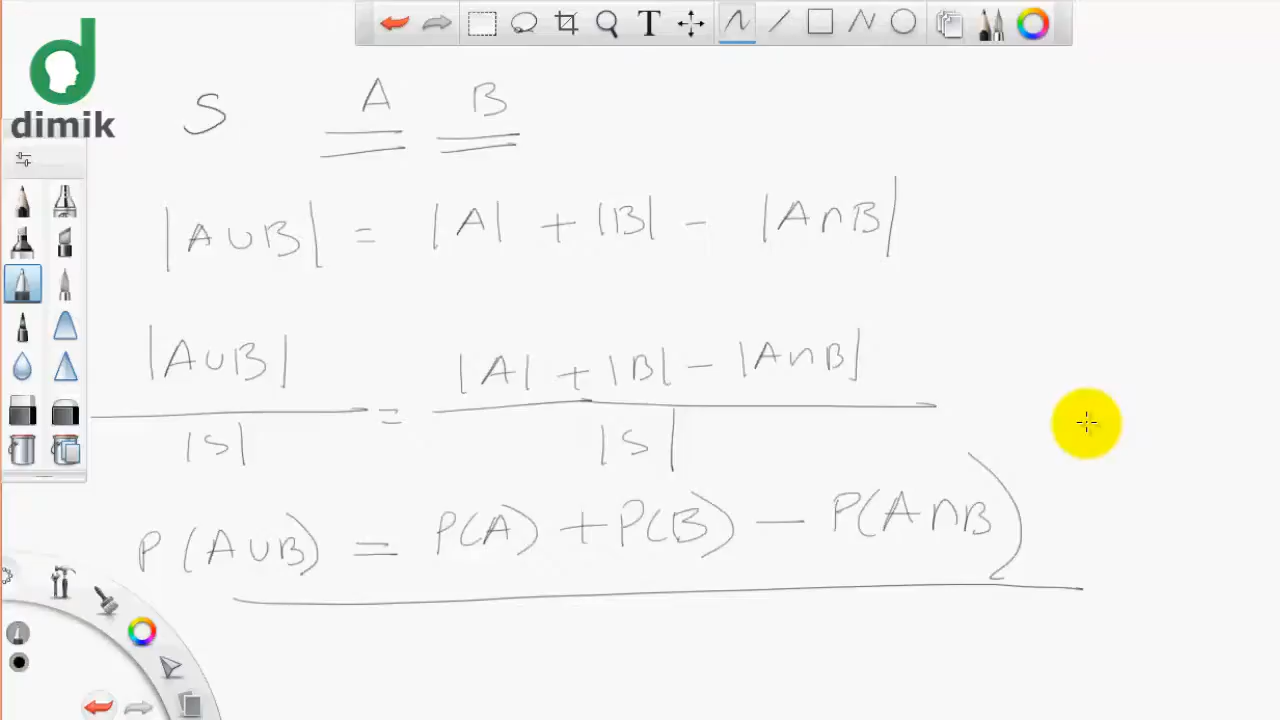 dimik
S A B
|A∪B| = |A| + |B| - |A∩B|
|A∪B| / |S| = |A| + |B| - |A∩B| / |S|
P(A∪B) = P(A) + P(B) - P(A∩B)